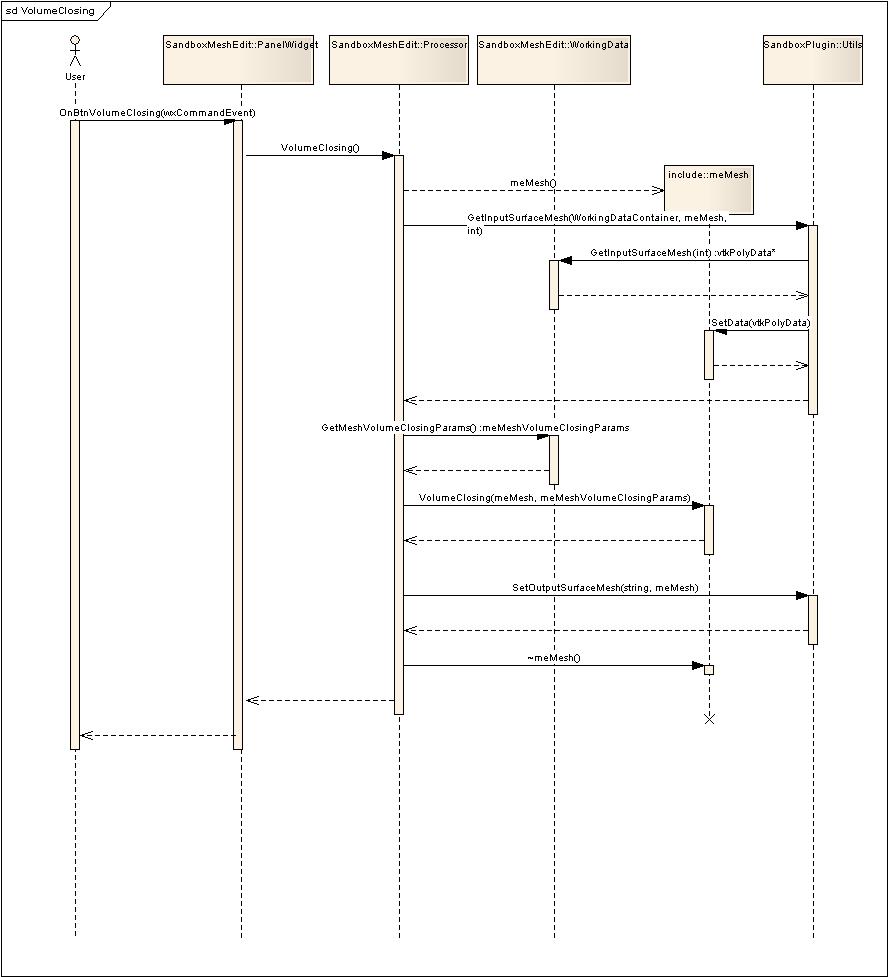 sd VolumeClosing
User
SandboxMeshEdit::PanelWidget
SandboxMeshEdit::Processor
SandboxMeshEdit::WorkingData
SandboxPlugin::Utils
OnBtnVolumeClosing(wxCommandEvent)
VolumeClosing()
meMesh()
include::meMesh
GetInputSurfaceMesh(WorkingDataContainer, meMesh,
int)
GetInputSurfaceMesh(int) :vtkPolyData*
SetData(vtkPolyData)
GetMeshVolumeClosingParams() :meMeshVolumeClosingParams
VolumeClosing(meMesh, meMeshVolumeClosingParams)
SetOutputSurfaceMesh(string, meMesh)
~meMesh()